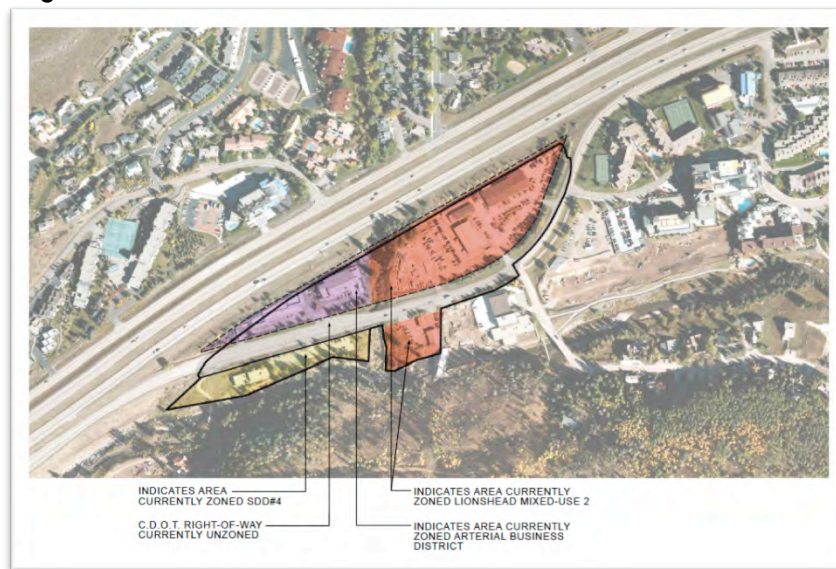 INDICATES AREA
CURRENTLY ZONED SDD#4
C.D.O.T. RIGHT-OF-WAY
CURRENTLY UNZONED
INDICATES AREA CURRENTLY
ZONED LIONSHEAD MIXED-USE 2
INDICATES AREA CURRENTLY
ZONED ARTERIAL BUSINESS
DISTRICT